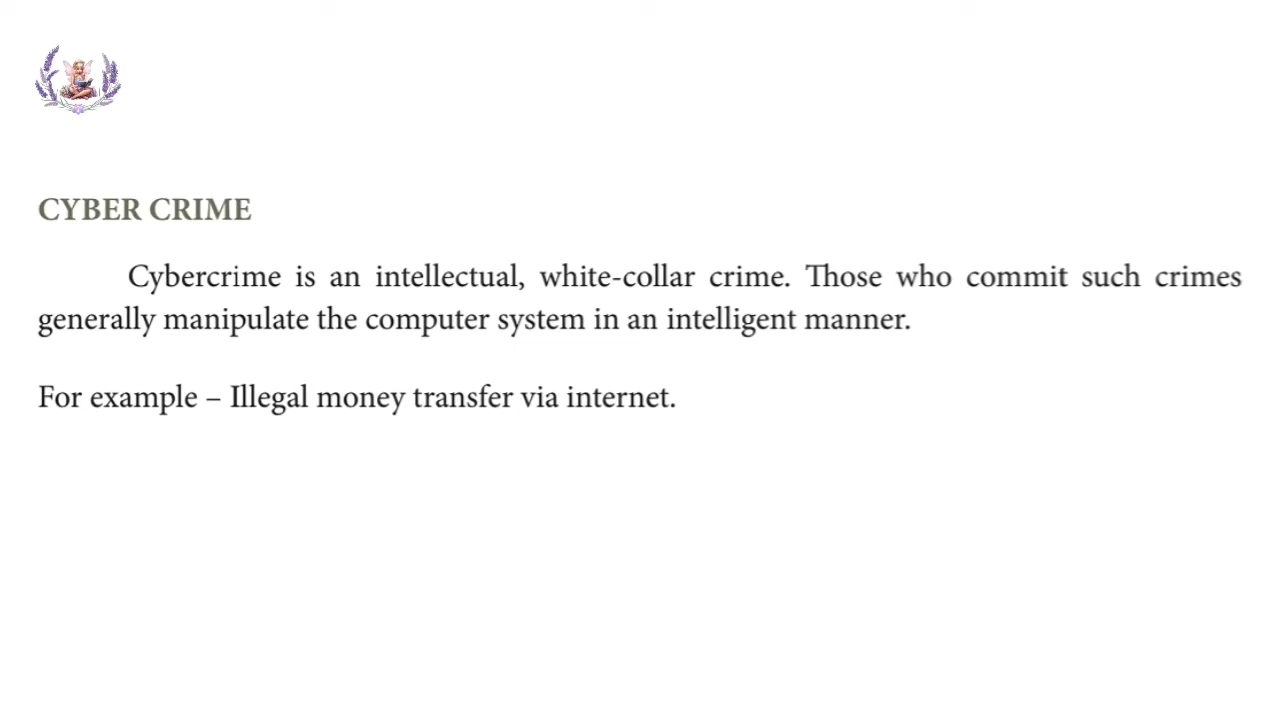 CYBER CRIME
Cybercrime is an intellectual, white-collar crime. Those who commit such crimes
generally manipulate the computer system in an intelligent manner.
For example – Illegal money transfer via internet.